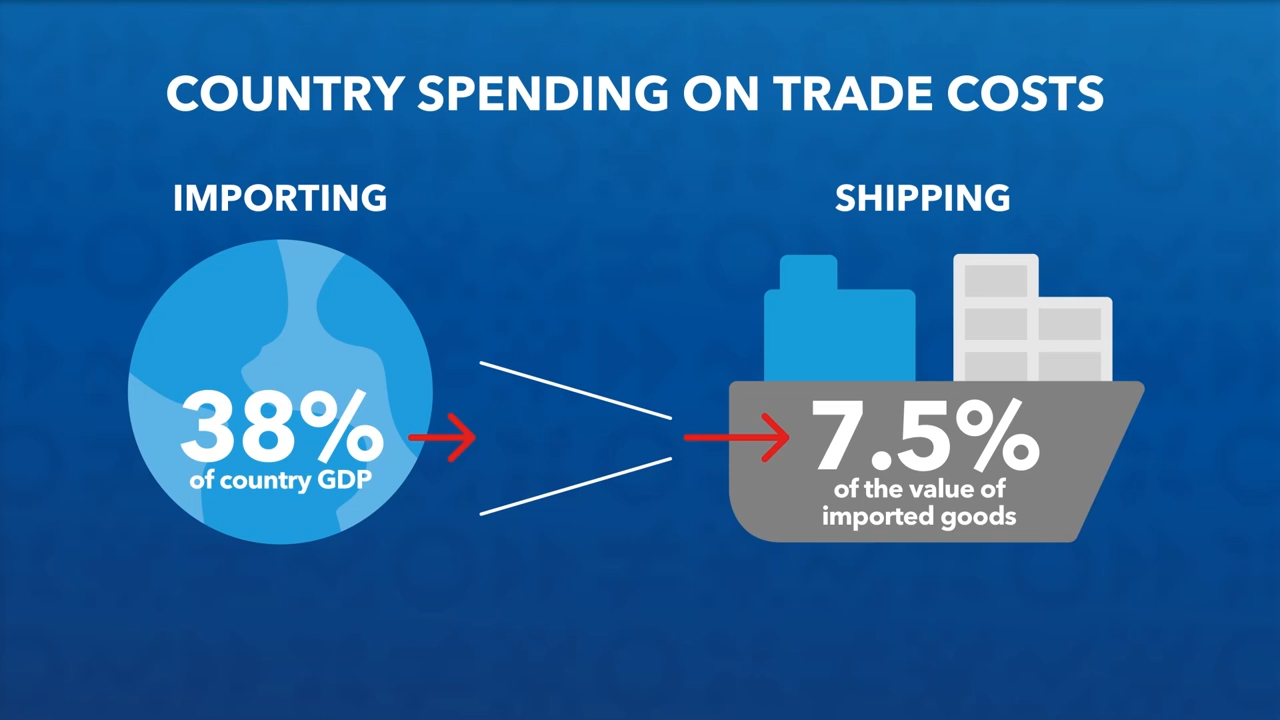 COUNTRY SPENDING ON TRADE COSTS
IMPORTING
38%
of country GDP
SHIPPING
7.5%
of the value of
imported goods